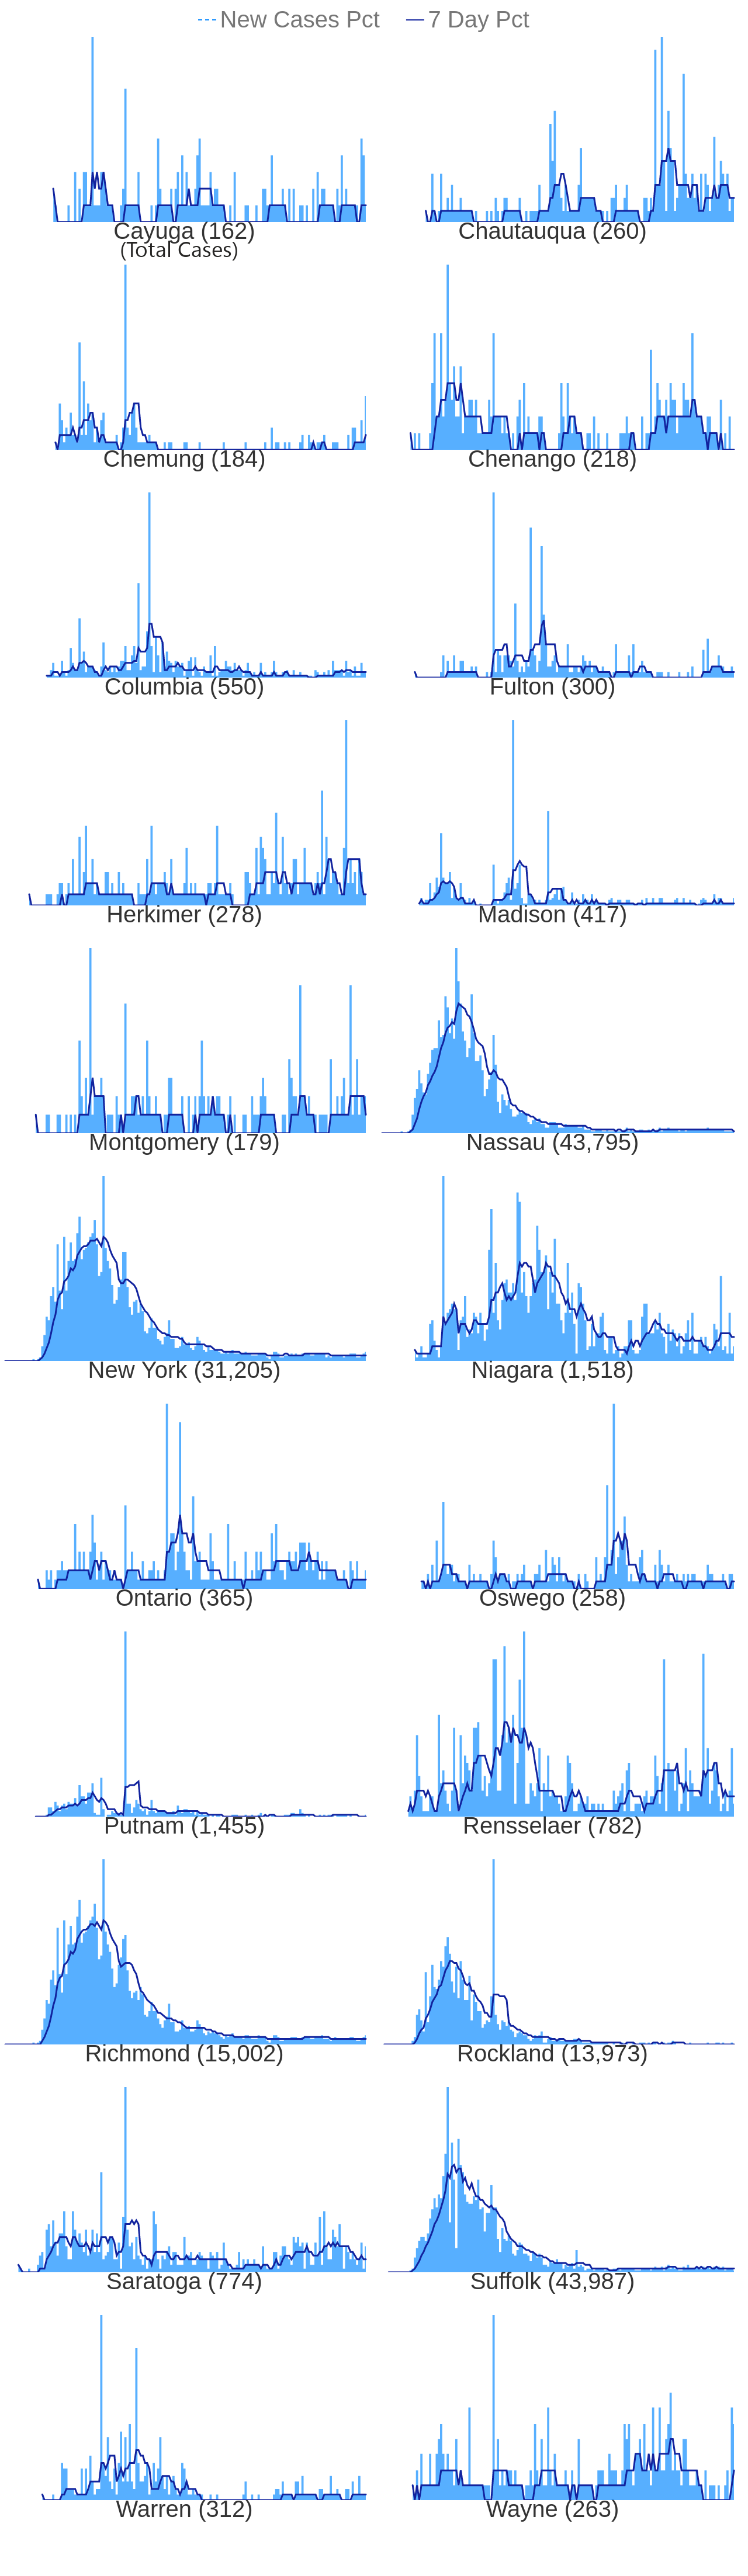 New Cases Pct 7 Day Pct
Cayuga (162) Chautauqua (260)
(Total Cases)
Chemung (184) Chenango (218)
Columbia (550) Fulton (300)
Herkimer (278) Madison (417)
Montgomery (179) Nassau (43,795)
New York (31,205) Niagara (1,518)
Ontario (365) Oswego (258)
Putnam (1,455) Rensselaer (782)
Richmond (15,002) Rockland (13,973)
Saratoga (774) Suffolk (43,987)
Warren (312) Wayne (263)